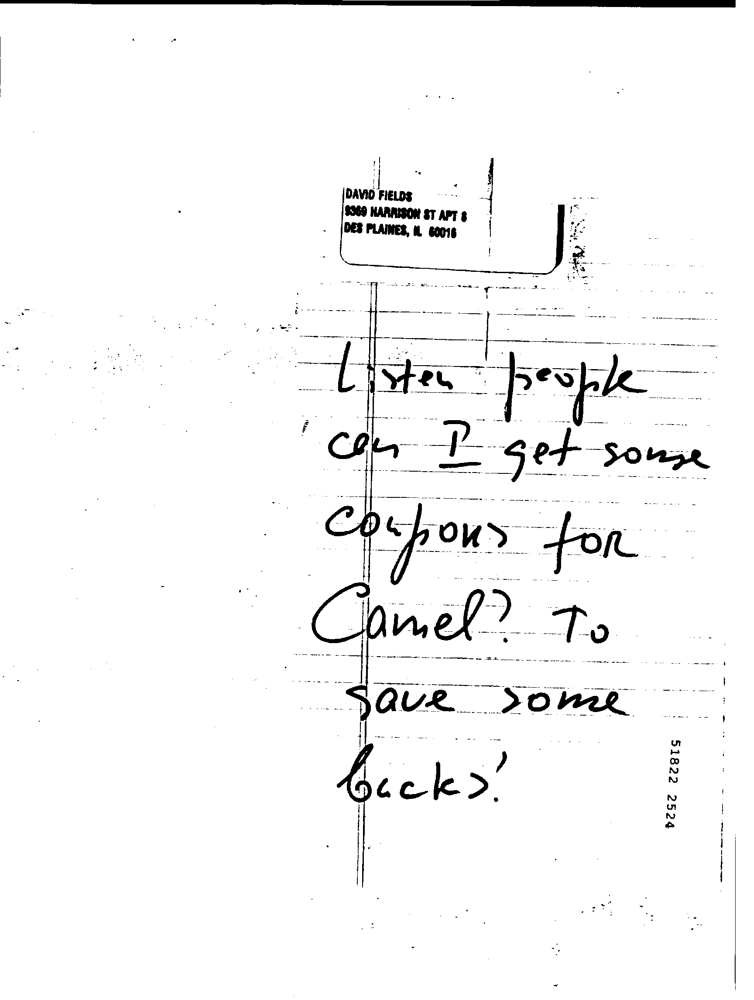 DAVID FIELDS
9369 HARRISON ST APT 8
DES PLAINES, IL 60016
Listen people
can I get some
coupons for
Camel? To
save some
bucks!
51822 2524